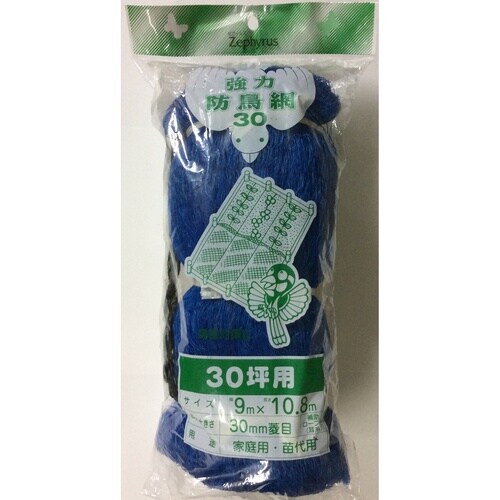 Zephyrus
強力
防鳥網
30
30坪用
サイズ 9m×10.8m
30mm菱目
用途 家庭用・苗代用